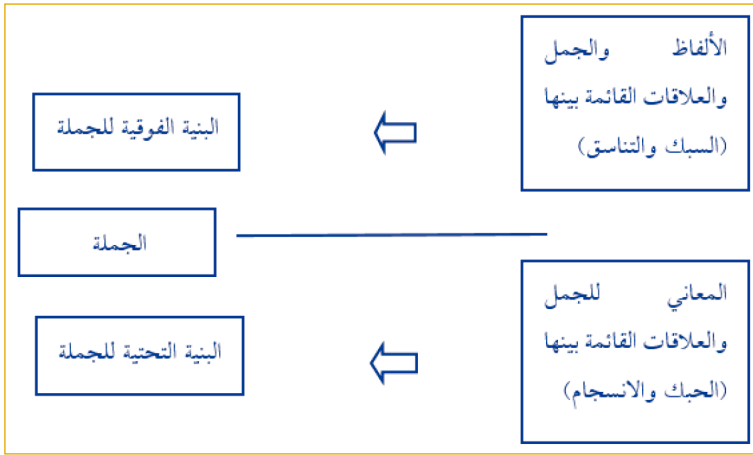 الألفاظ والجمل
والعلاقات القائمة بينها
(السبك والتناسق)
البنية الفوقية للجملة
الجملة
المعاني للجمل
والعلاقات القائمة بينها
(الحبك والانسجام)
البنية التحتية للجملة